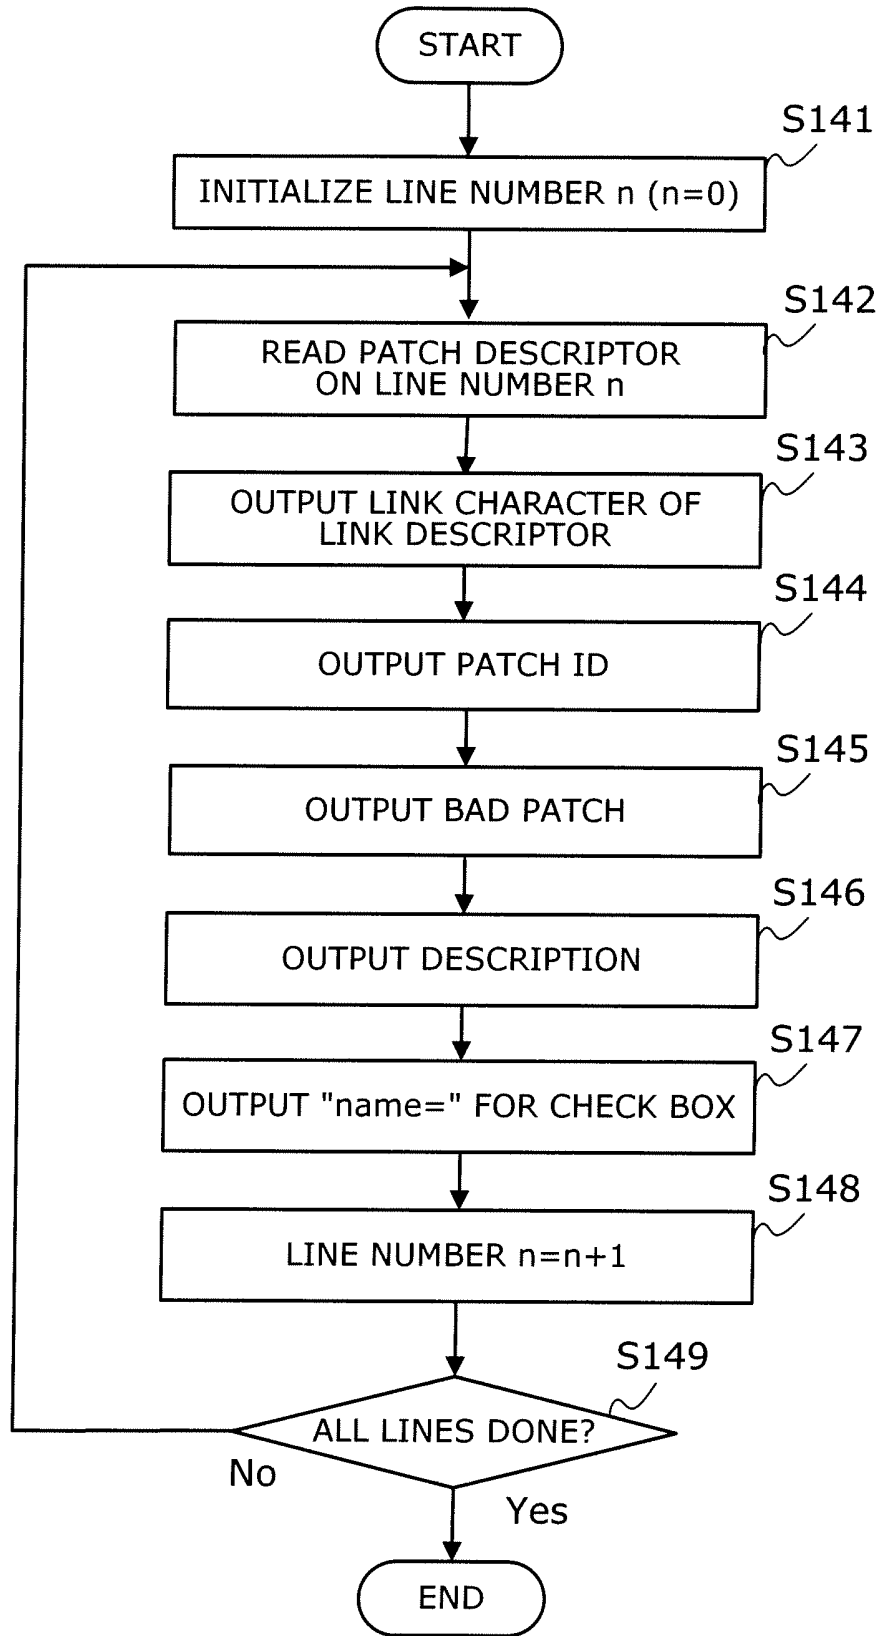 START
S141
INITIALIZE LINE NUMBER n (n=0)
S142
READ PATCH DESCRIPTOR
ON LINE NUMBER n
S143
OUTPUT LINK CHARACTER OF
LINK DESCRIPTOR
S144
OUTPUT PATCH ID
S145
OUTPUT BAD PATCH
S146
OUTPUT DESCRIPTION
S147
OUTPUT "name=" FOR CHECK BOX
S148
LINE NUMBER n=n+1
S149
ALL LINES DONE?
No
Yes
END